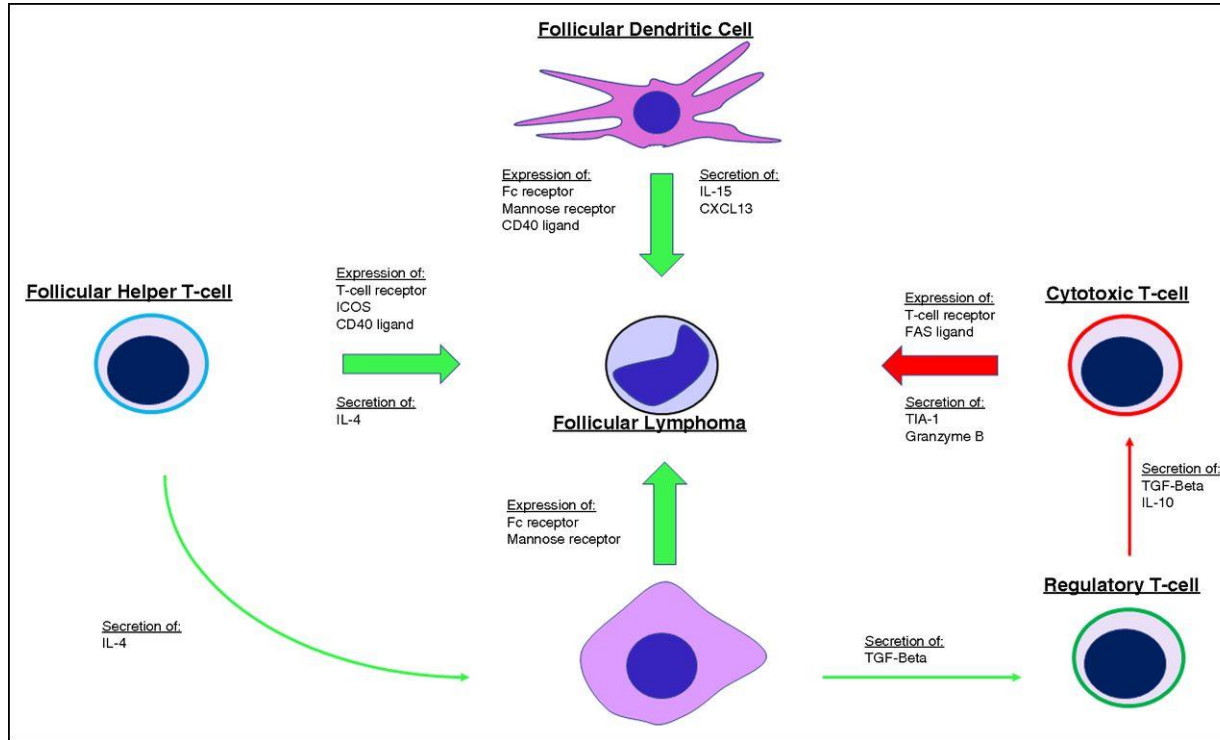 Follicular Dendritic Cell
Expression of:
Fc receptor
Mannose receptor
CD40 ligand
Secretion of:
IL-15
CXCL13
Follicular Helper T-cell
Expression of:
T-cell receptor
ICOS
CD40 ligand
Secretion of:
IL-4
Follicular Lymphoma
Expression of:
T-cell receptor
FAS ligand
Secretion of:
TIA-1
Granzyme B
Cytotoxic T-cell
Secretion of:
TGF-Beta
IL-10
Expression of:
Fc receptor
Mannose receptor
Regulatory T-cell
Secretion of:
IL-4
Secretion of:
TGF-Beta